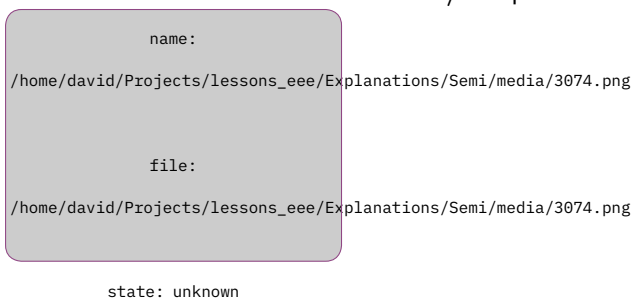 name:
/home/david/Projects/lessons_eee/Explanations/Semi/media/3074.png
file:
/home/david/Projects/lessons_eee/Explanations/Semi/media/3074.png
state: unknown